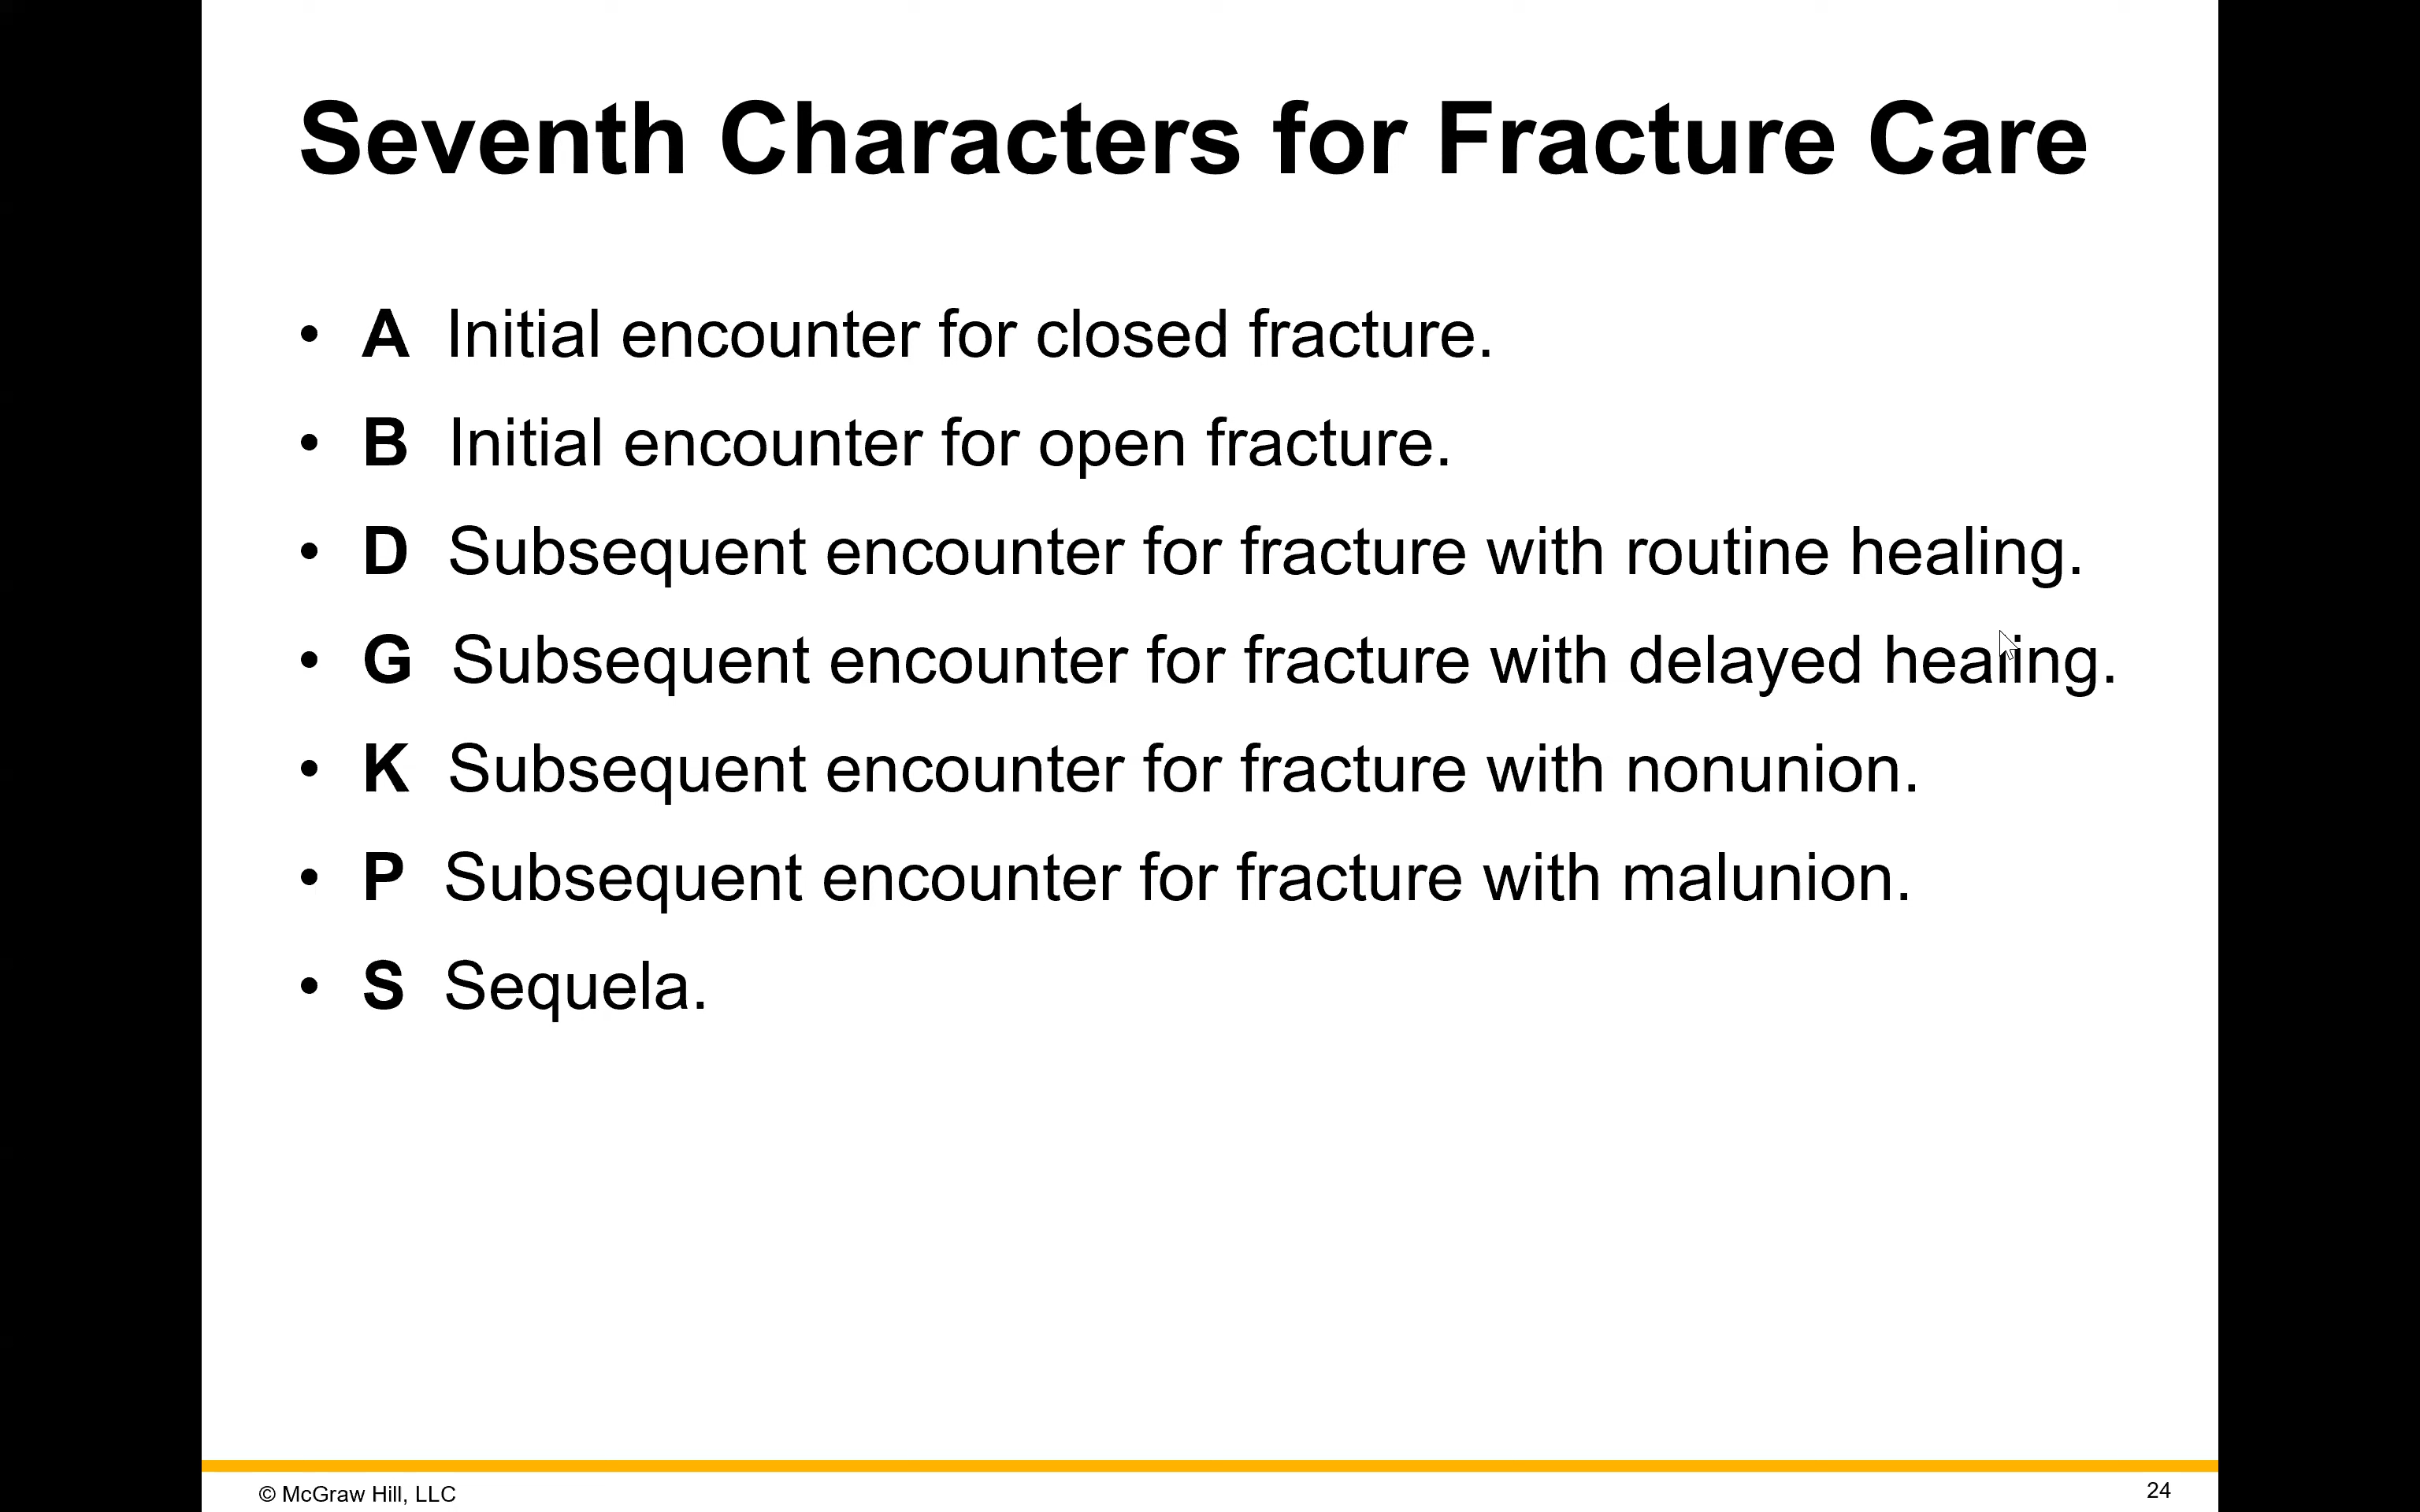 Seventh Characters for Fracture Care
• A Initial encounter for closed fracture.
• B Initial encounter for open fracture.
• D Subsequent encounter for fracture with routine healing.
• G Subsequent encounter for fracture with delayed healing.
• K Subsequent encounter for fracture with nonunion.
• P Subsequent encounter for fracture with malunion.
• S Sequela.
© McGraw Hill, LLC
24